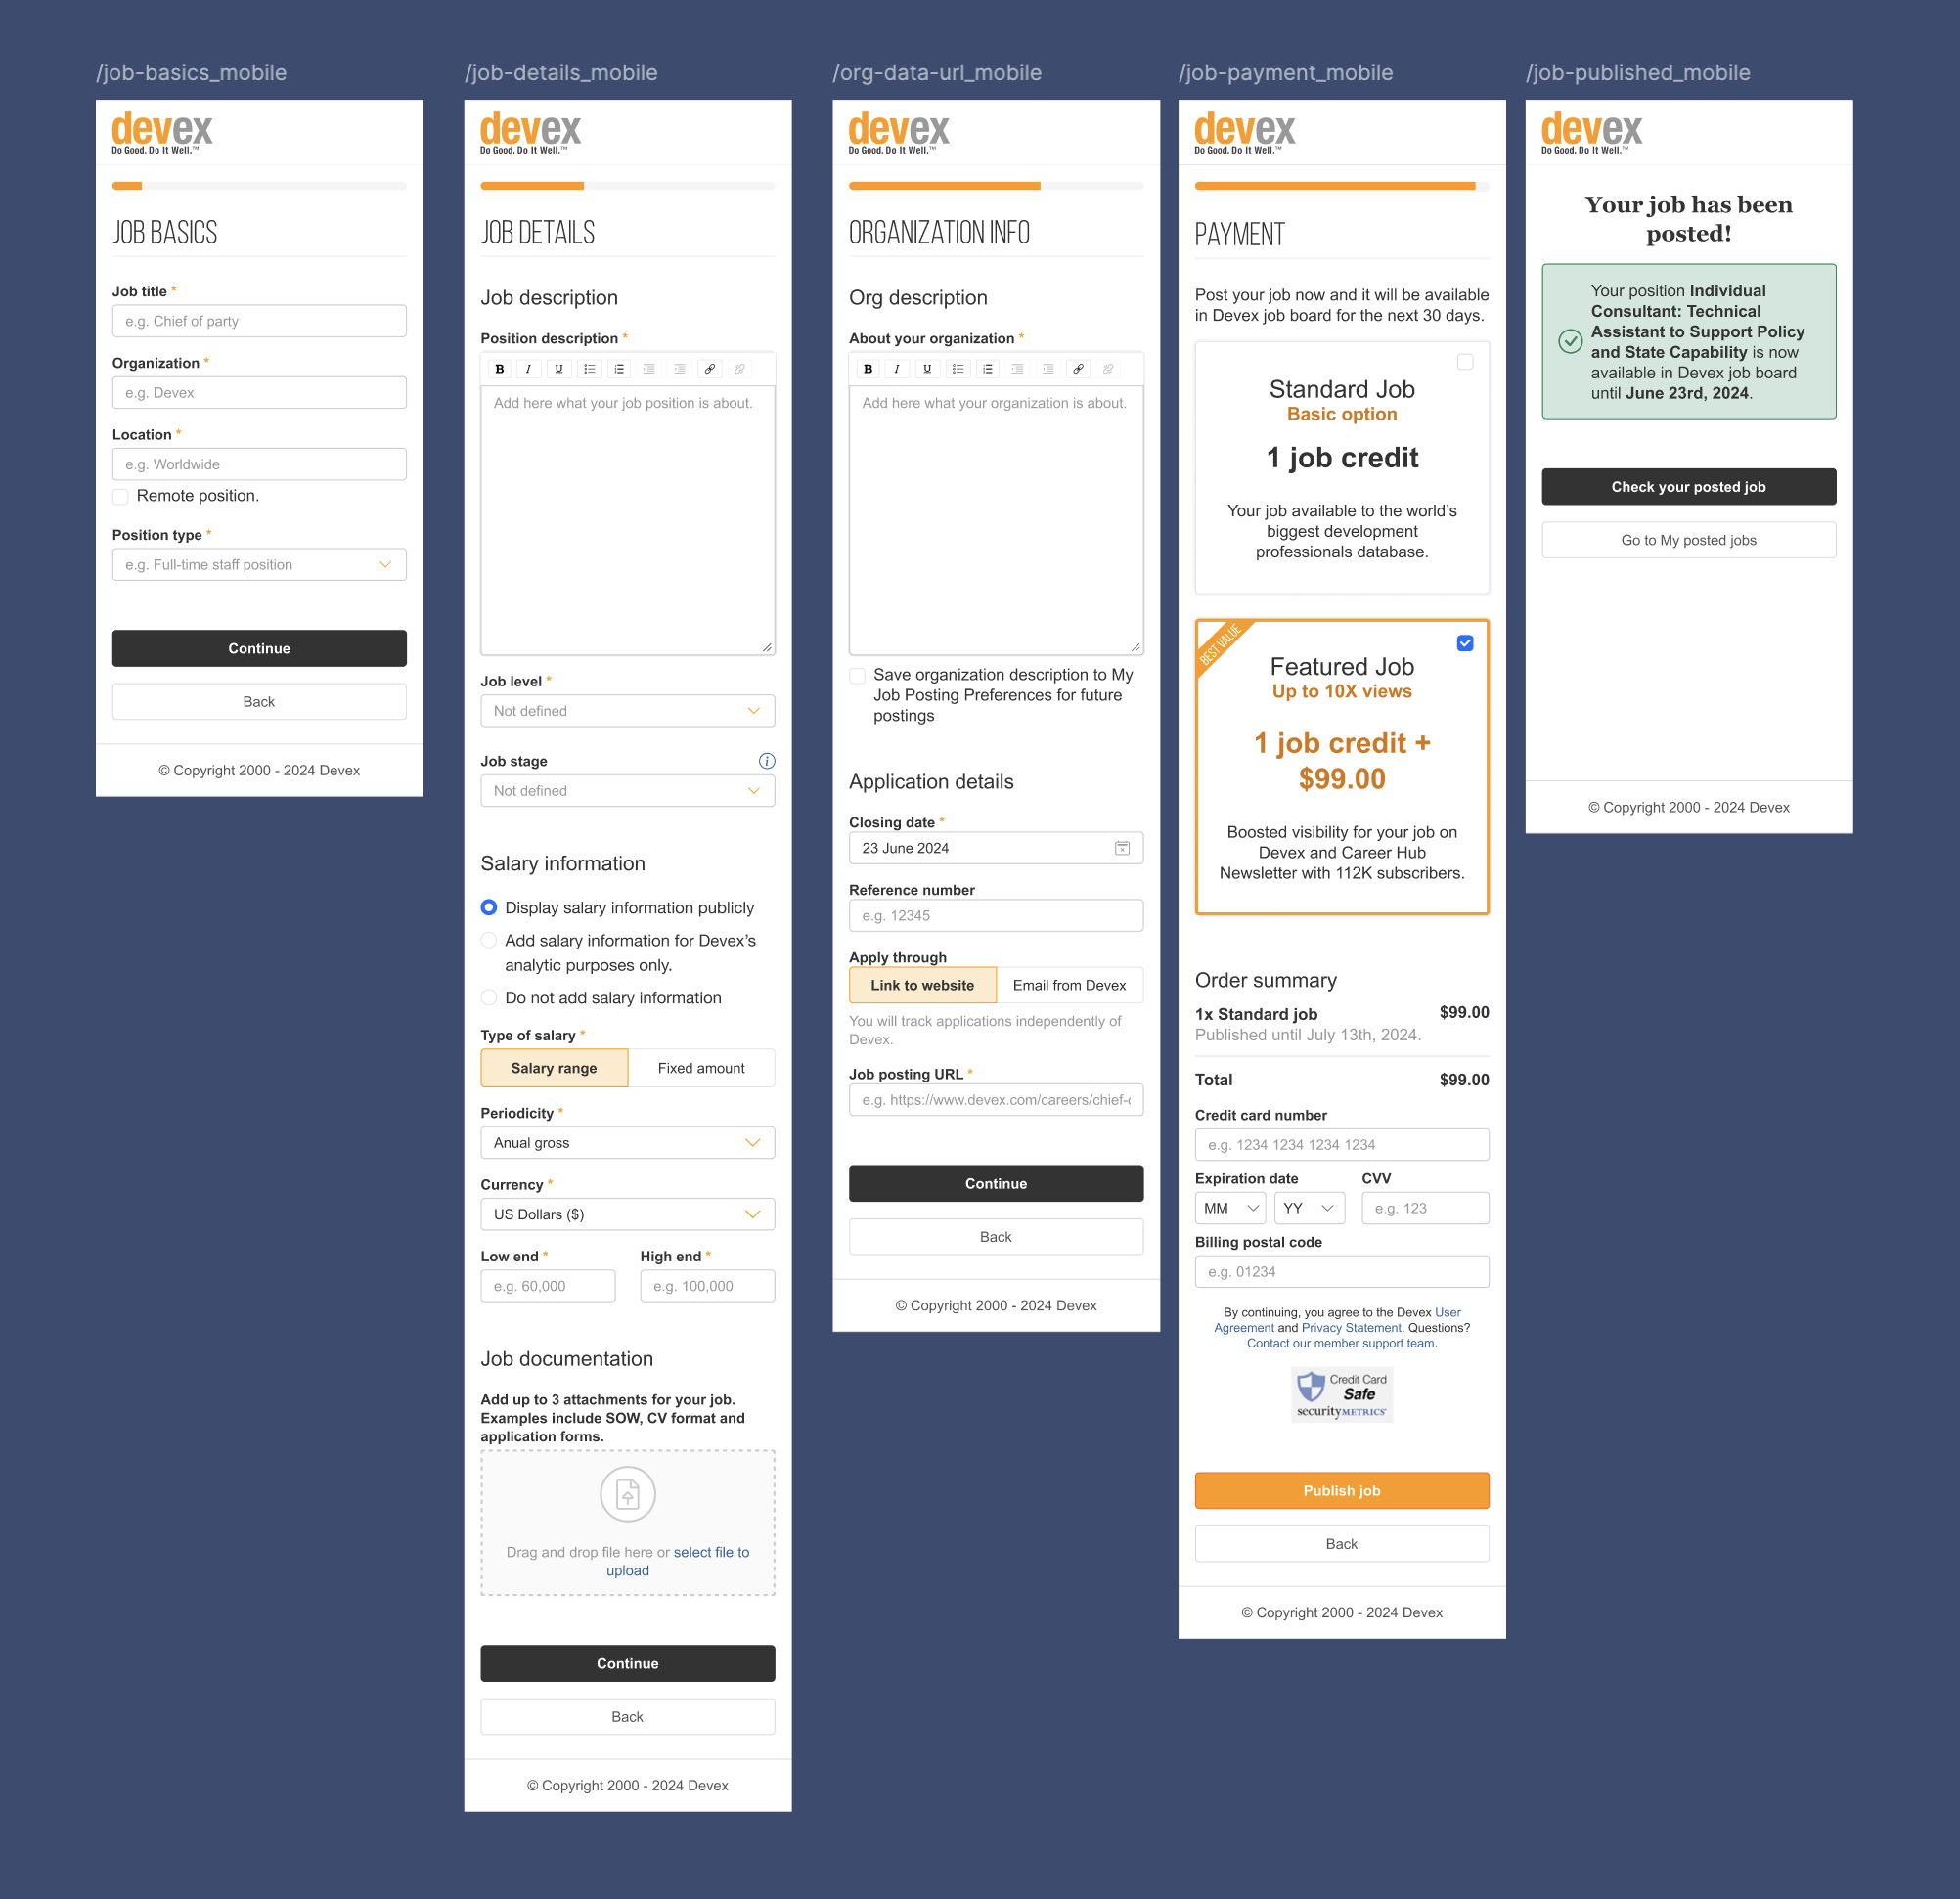 /job-basics_mobile
devex
Do Good. Do It Well.™
JOB BASICS
Job title *
e.g. Chief of party
Organization *
e.g. Devex
Location *
e.g. Worldwide
Remote position.
Position type *
e.g. Full-time staff position
Continue
Back
© Copyright 2000 - 2024 Devex
/job-details_mobile
devex
Do Good. Do It Well.™
JOB DETAILS
Job description
Position description *
B I U
Add here what your job position is about.
Job level *
Not defined
Job stage
i
Not defined
Salary information
Display salary information publicly
Add salary information for Devex’s
analytic purposes only.
Do not add salary information
Type of salary *
Salary range Fixed amount
Periodicity *
Anual gross
Currency *
US Dollars ($)
Low end * High end *
e.g. 60,000 e.g. 100,000
Job documentation
Add up to 3 attachments for your job.
Examples include SOW, CV format and
application forms.
Drag and drop file here or select file to
upload
Continue
Back
© Copyright 2000 - 2024 Devex
/org-data-url_mobile
devex
Do Good. Do It Well.™
ORGANIZATION INFO
Org description
About your organization *
B I U
Add here what your organization is about.
Save organization description to My
Job Posting Preferences for future
postings
Application details
Closing date *
23 June 2024
Reference number
e.g. 12345
Apply through
Link to website Email from Devex
You will track applications independently of
Devex.
Job posting URL *
e.g. https://www.devex.com/careers/chief-
Continue
Back
© Copyright 2000 - 2024 Devex
/job-payment_mobile
devex
Do Good. Do It Well.™
PAYMENT
Post your job now and it will be available
in Devex job board for the next 30 days.
Standard Job
Basic option
1 job credit
Your job available to the world’s
biggest development
professionals database.
BEST VALUE
Featured Job
Up to 10X views
1 job credit +
$99.00
Boosted visibility for your job on
Devex and Career Hub
Newsletter with 112K subscribers.
Order summary
1x Standard job $99.00
Published until July 13th, 2024.
Total $99.00
Credit card number
e.g. 1234 1234 1234 1234
Expiration date CVV
MM YY e.g. 123
Billing postal code
e.g. 01234
By continuing, you agree to the Devex User
Agreement and Privacy Statement. Questions?
Contact our member support team.
Credit Card
Safe
securityMETRICS
Publish job
Back
© Copyright 2000 - 2024 Devex
/job-published_mobile
devex
Do Good. Do It Well.™
Your job has been
posted!
Your position Individual
Consultant: Technical
Assistant to Support Policy
and State Capability is now
available in Devex job board
until June 23rd, 2024.
Check your posted job
Go to My posted jobs
© Copyright 2000 - 2024 Devex